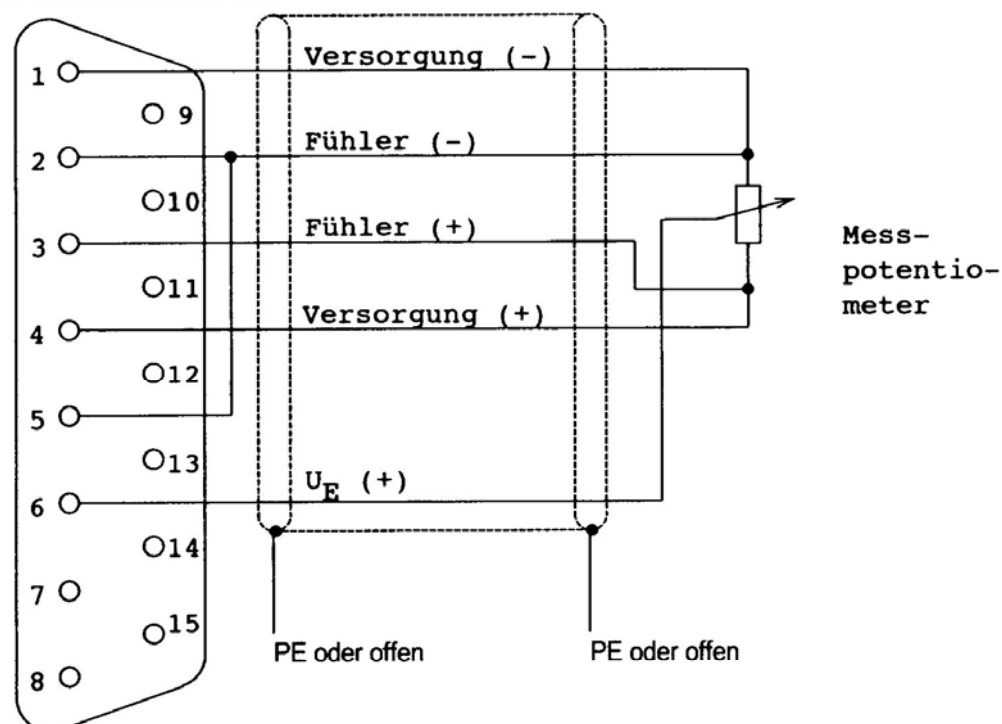 Versorgung (-)
1
9
Fühler (-)
2
10
Fühler (+)
3
Mess-
potentio-
meter
11
Versorgung (+)
4
12
5
13
U_E (+)
6
14
7
15
PE oder offen
PE oder offen
8